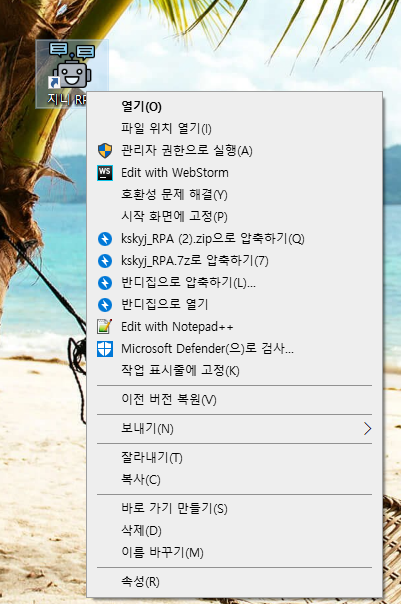 지니 RP
열기(O)
파일 위치 열기(I)
관리자 권한으로 실행(A)
WS Edit with WebStorm
호환성 문제 해결(Y)
시작 화면에 고정(P)
kskyj_RPA (2).zip으로 압축하기(Q)
kskyj_RPA.7z로 압축하기(7)
반디집으로 압축하기(L)...
반디집으로 열기
Edit with Notepad++
Microsoft Defender(으)로 검사...
작업 표시줄에 고정(K)
이전 버전 복원(V)
보내기(N)
잘라내기(T)
복사(C)
바로 가기 만들기(S)
삭제(D)
이름 바꾸기(M)
속성(R)